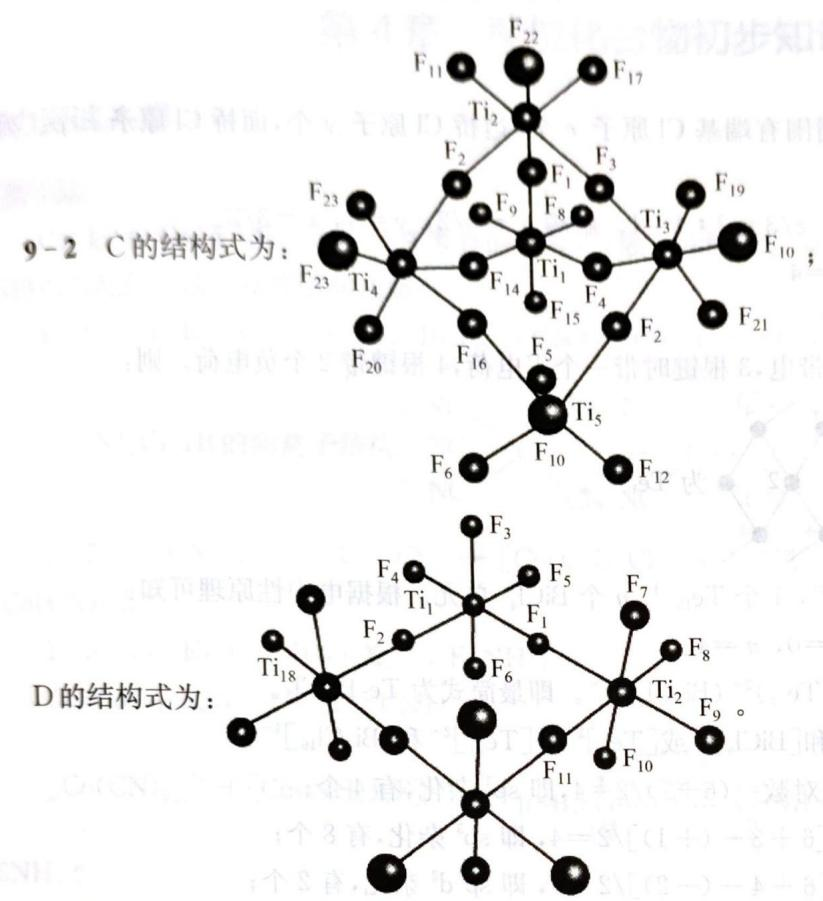 F22
F11
F17
Ti2
F2
F3
F1
F23
F9
F8
F19
Ti3
9-2 C的结构式为:
F10
;
F23
Ti4
F14
Ti1
F4
F15
F21
F20
F16
F2
F5
Ti5
F6
F10
F12
F3
F4
F5
Ti1
F1
F7
F2
F8
Ti18
F6
Ti2
D的结构式为:
F9
。
F11
F10